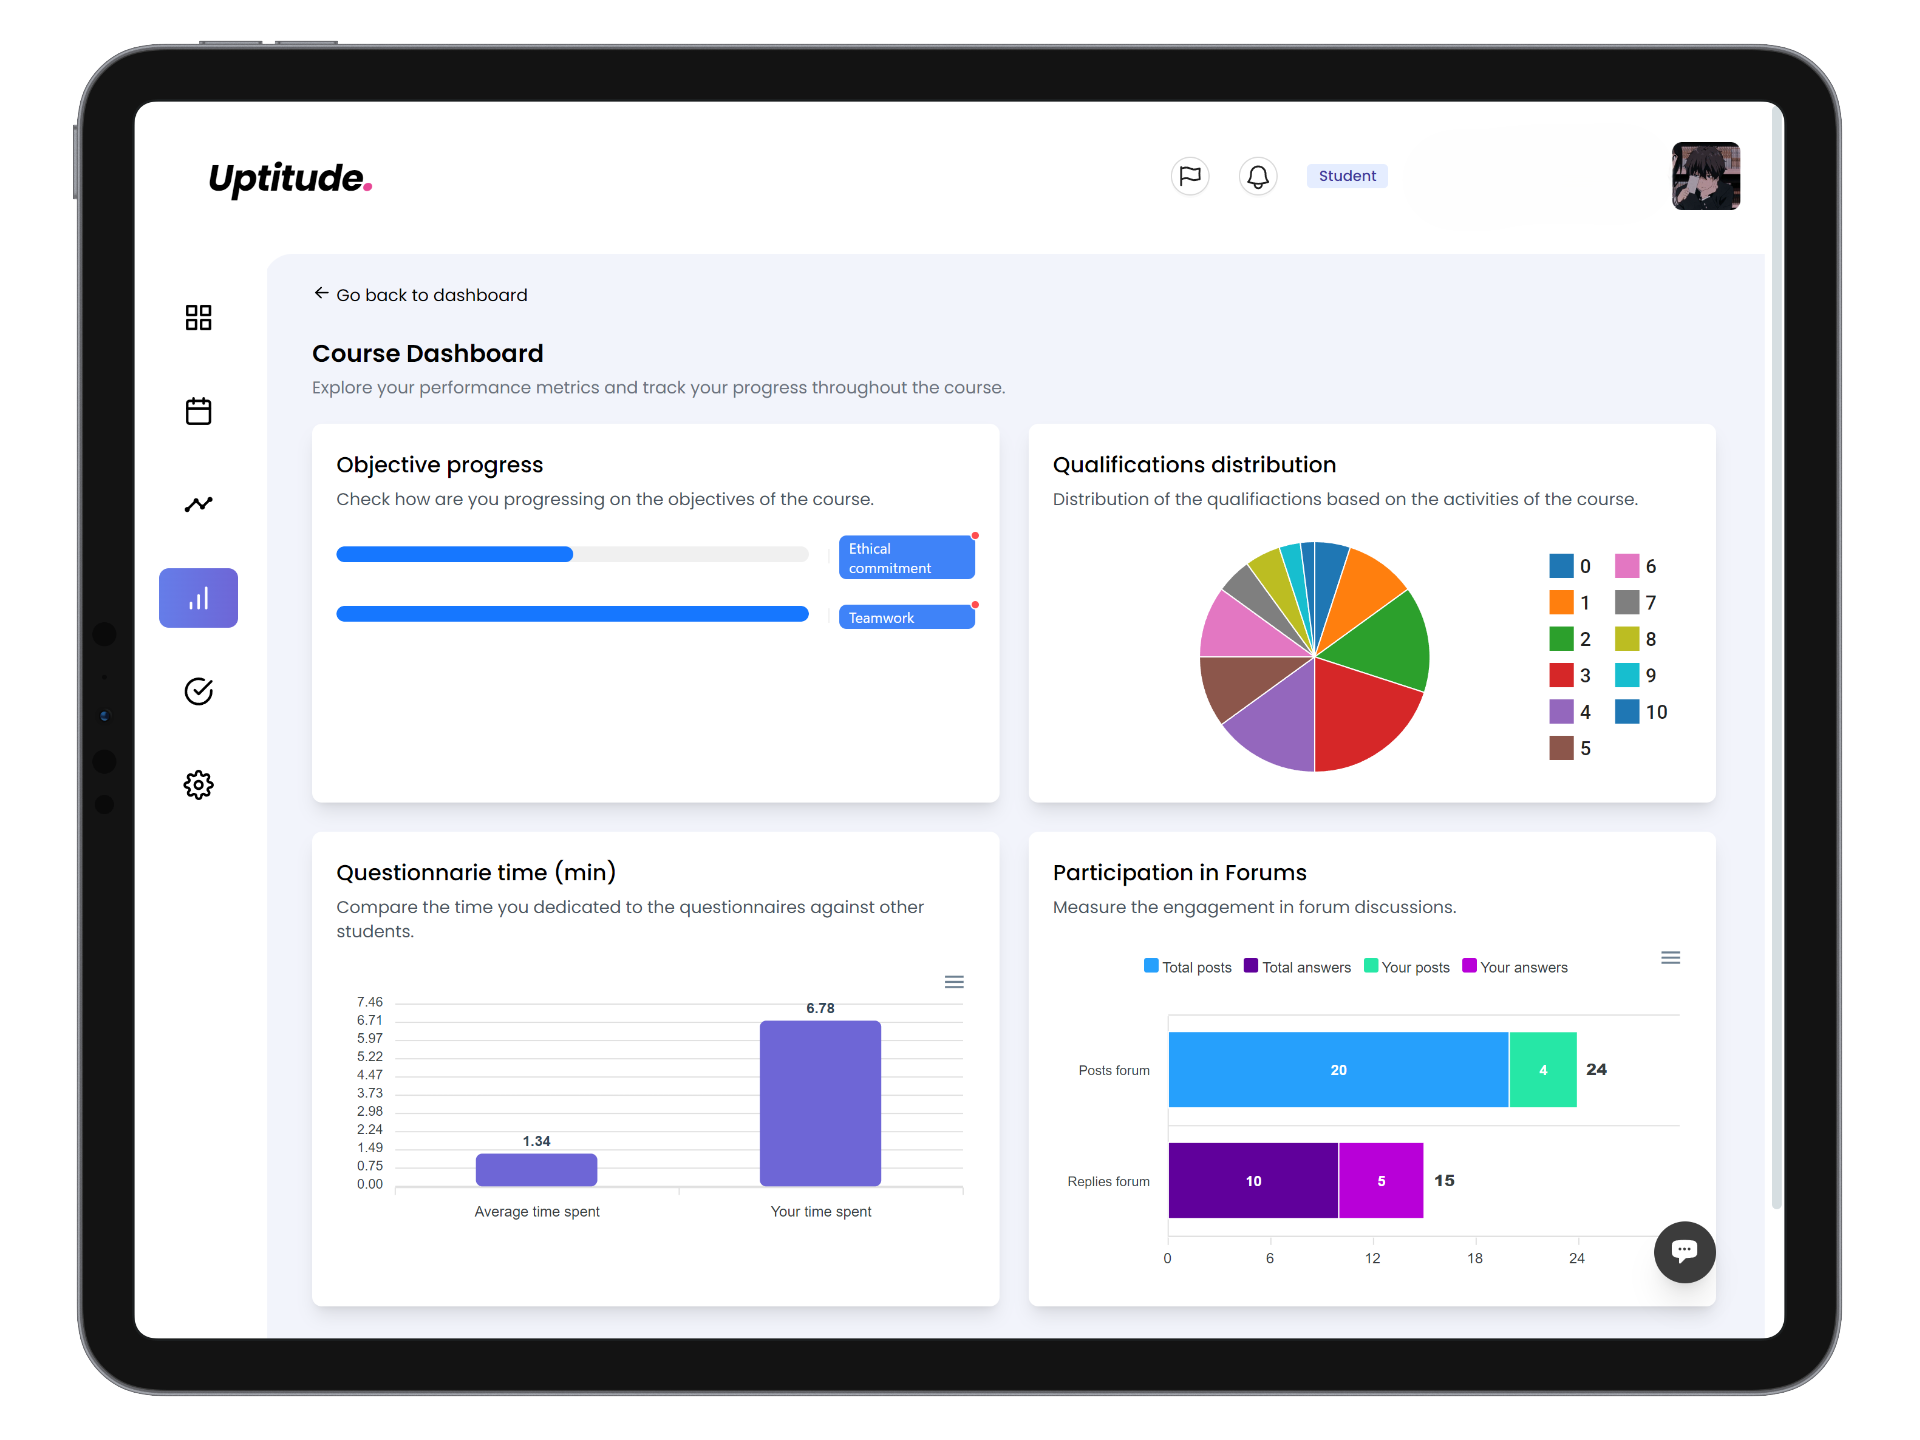 Uptitude.
Student
Go back to dashboard
Course Dashboard
Explore your performance metrics and track your progress throughout the course.
Objective progress
Check how are you progressing on the objectives of the course.
Ethical
commitment
Teamwork
Qualifications distribution
Distribution of the qualifiactions based on the activities of the course.
0
1
2
3
4
5
6
7
8
9
10
Questionnarie time (min)
Compare the time you dedicated to the questionnaires against other
students.
7.46
6.71
5.97
5.22
4.47
3.73
2.98
2.24
1.49
0.75
0.00
1.34
6.78
Average time spent
Your time spent
Participation in Forums
Measure the engagement in forum discussions.
Total posts Total answers Your posts Your answers
Posts forum 20 4 24
Replies forum 10 5 15
0 6 12 18 24